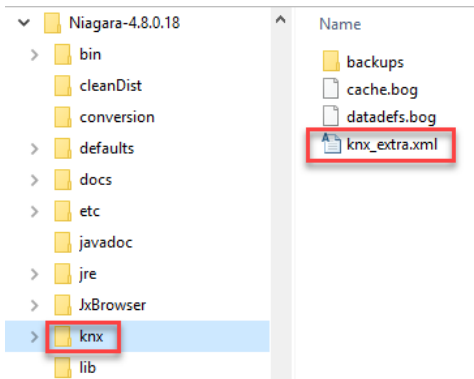 Niagara-4.8.0.18
bin
cleanDist
conversion
defaults
docs
etc
javadoc
jre
JxBrowser
knx
lib
Name
backups
cache.bog
datadefs.bog
knx_extra.xml